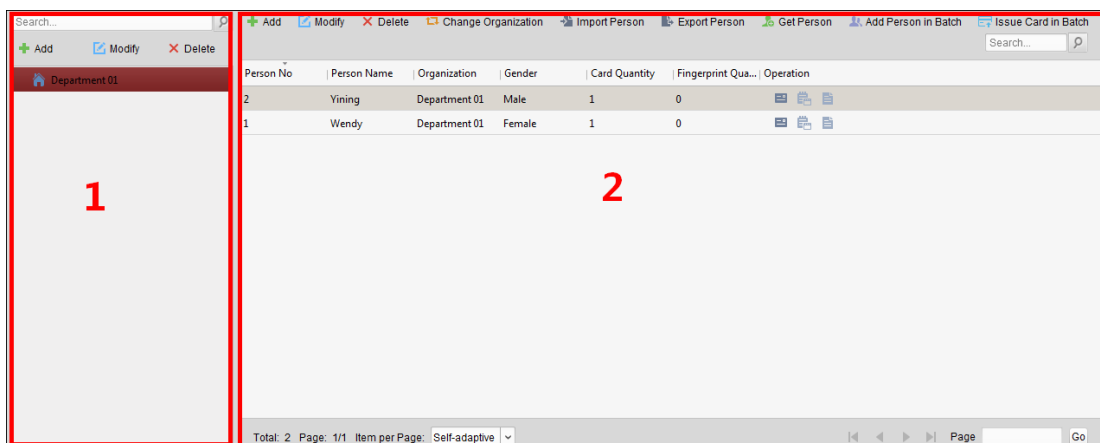 Search...
Add Modify Delete
Department 01
1
Add Modify Delete Change Organization Import Person Export Person Get Person Add Person in Batch Issue Card in Batch
Search...
Person No Person Name Organization Gender Card Quantity Fingerprint Qua... Operation
2 Yining Department 01 Male 1 0
1 Wendy Department 01 Female 1 0
2
Total: 2 Page: 1/1 Item per Page: Self-adaptive Page Go